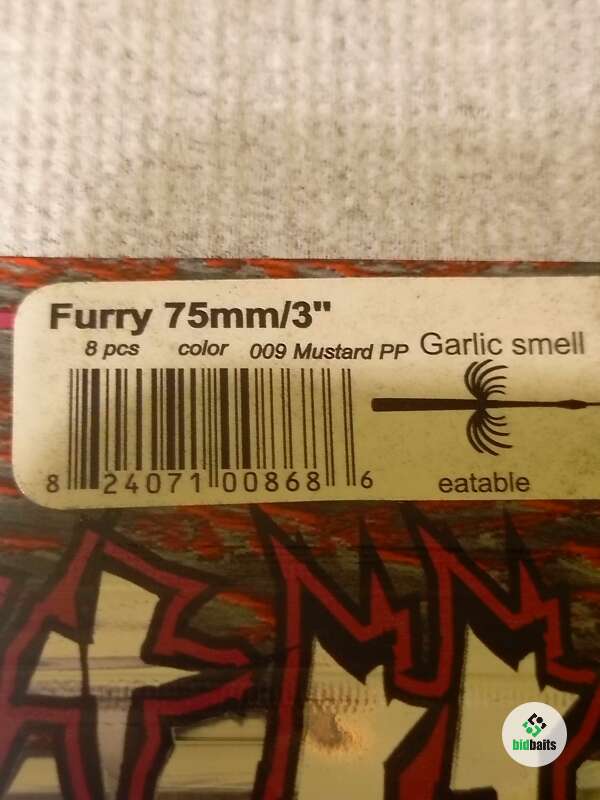 Furry 75mm/3"
8 pcs color 009 Mustard PP Garlic smell
8 24071 00868 6
eatable
bidbaits